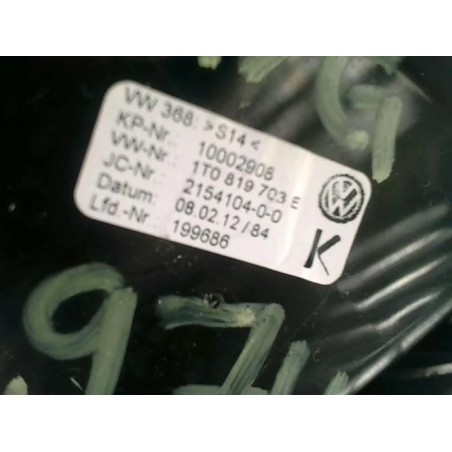 VW 368: >S14<
KP-Nr.: 10002908
VW-Nr.: 1T0 819 703 E
JC-Nr.: 2154104-0-0
Datum: 08.02.12 / 84
Lfd.-Nr.: 199686
K